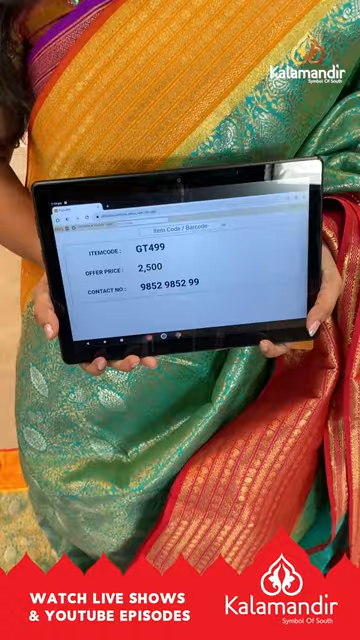 Kalamandir
Symbol Of South
Item Code / Barcode
ITEMCODE : GT499
OFFER PRICE : 2,500
CONTACT NO : 9852 9852 99
WATCH LIVE SHOWS
& YOUTUBE EPISODES
Kalamandir
Symbol Of South